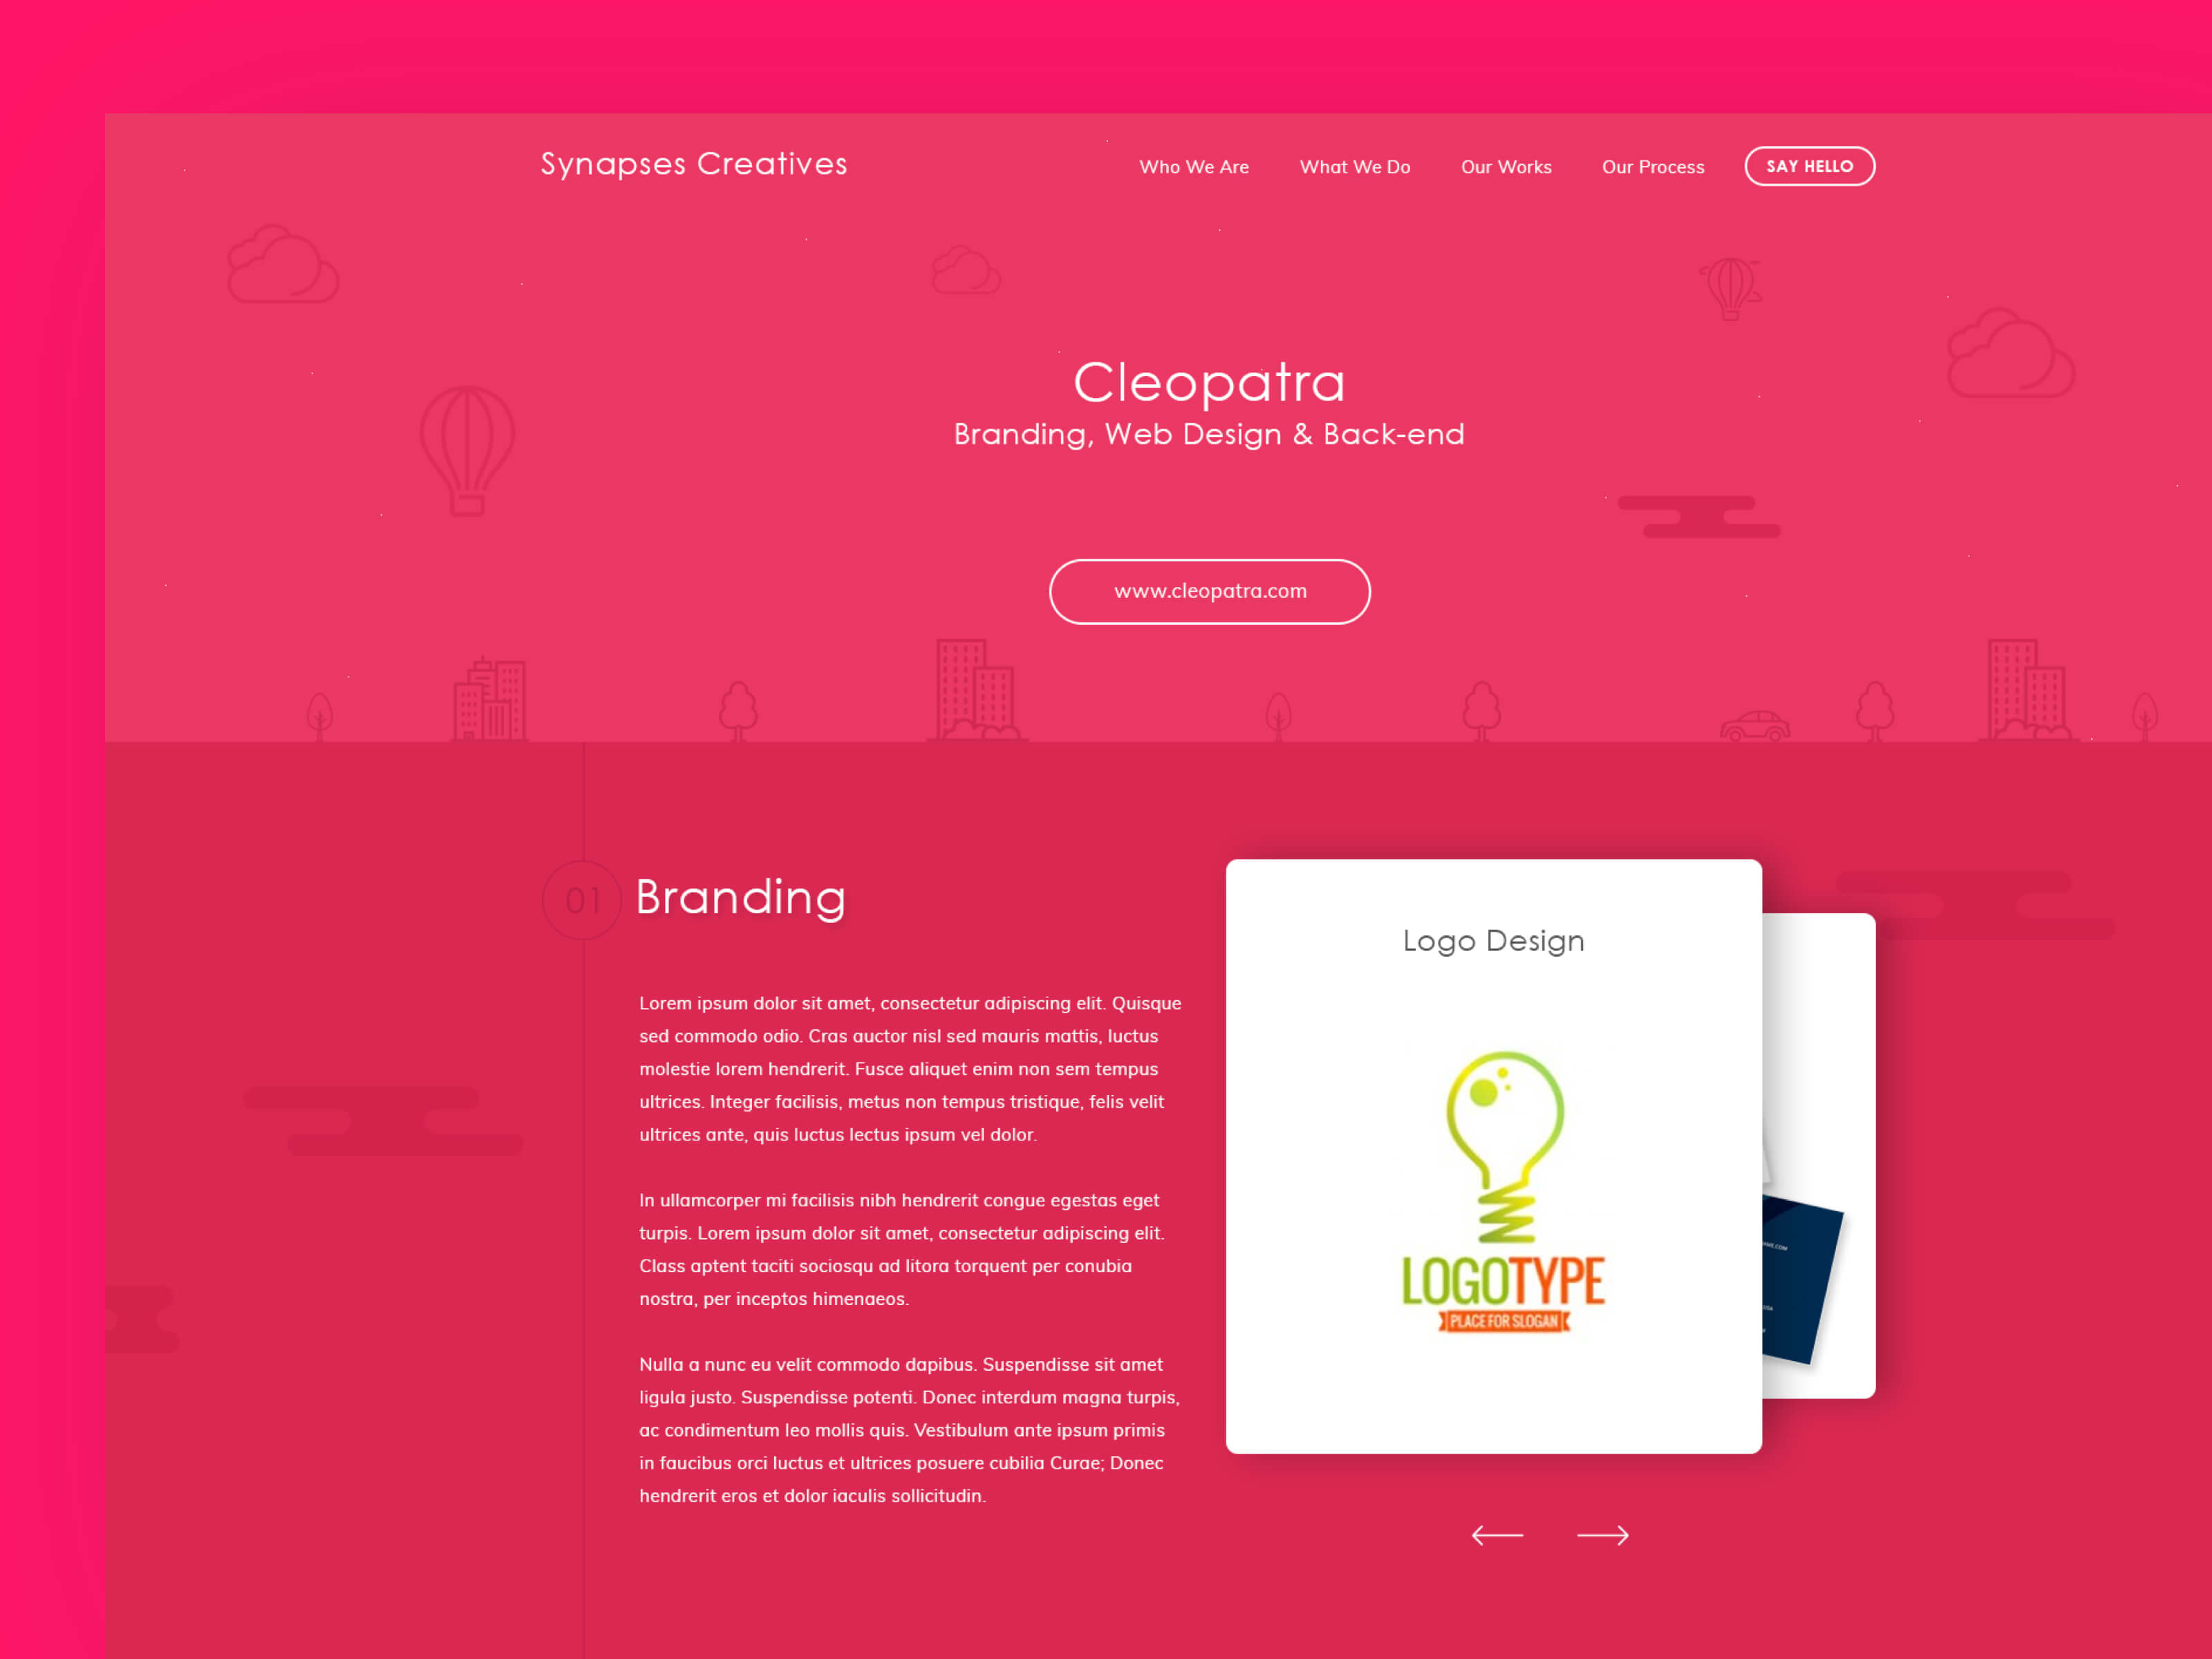 Synapses Creatives
Who We Are
What We Do
Our Works
Our Process
SAY HELLO
Cleopatra
Branding, Web Design & Back-end
www.cleopatra.com
01
Branding
Lorem ipsum dolor sit amet, consectetur adipiscing elit. Quisque
sed commodo odio. Cras auctor nisl sed mauris mattis, luctus
molestie lorem hendrerit. Fusce aliquet enim non sem tempus
ultrices. Integer facilisis, metus non tempus tristique, felis velit
ultrices ante, quis luctus lectus ipsum vel dolor.
In ullamcorper mi facilisis nibh hendrerit congue egestas eget
turpis. Lorem ipsum dolor sit amet, consectetur adipiscing elit.
Class aptent taciti sociosqu ad litora torquent per conubia
nostra, per inceptos himenaeos.
Nulla a nunc eu velit commodo dapibus. Suspendisse sit amet
ligula justo. Suspendisse potenti. Donec interdum magna turpis,
ac condimentum leo mollis quis. Vestibulum ante ipsum primis
in faucibus orci luctus et ultrices posuere cubilia Curae; Donec
hendrerit eros et dolor iaculis sollicitudin.
Logo Design
LOGOTYPE
PLACE FOR SLOGAN